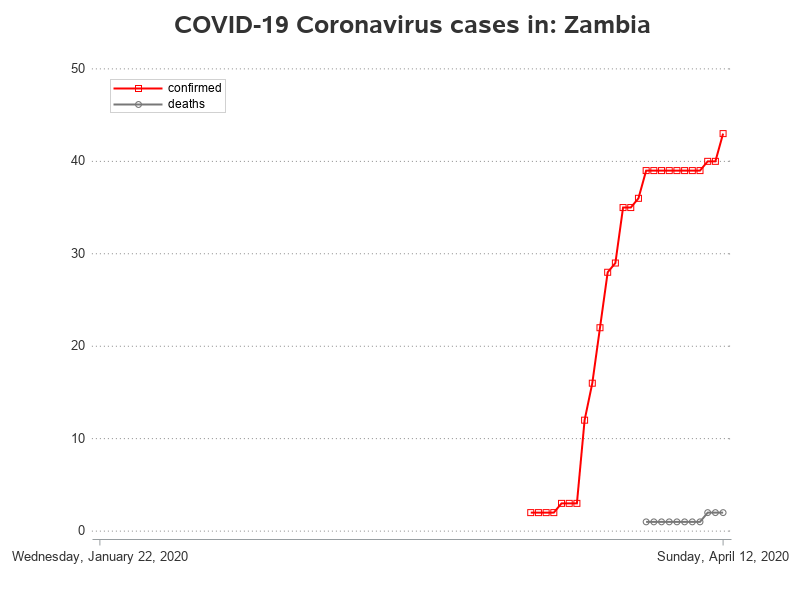 COVID-19 Coronavirus cases in: Zambia
50
confirmed
deaths
40
30
20
10
0
Wednesday, January 22, 2020
Sunday, April 12, 2020